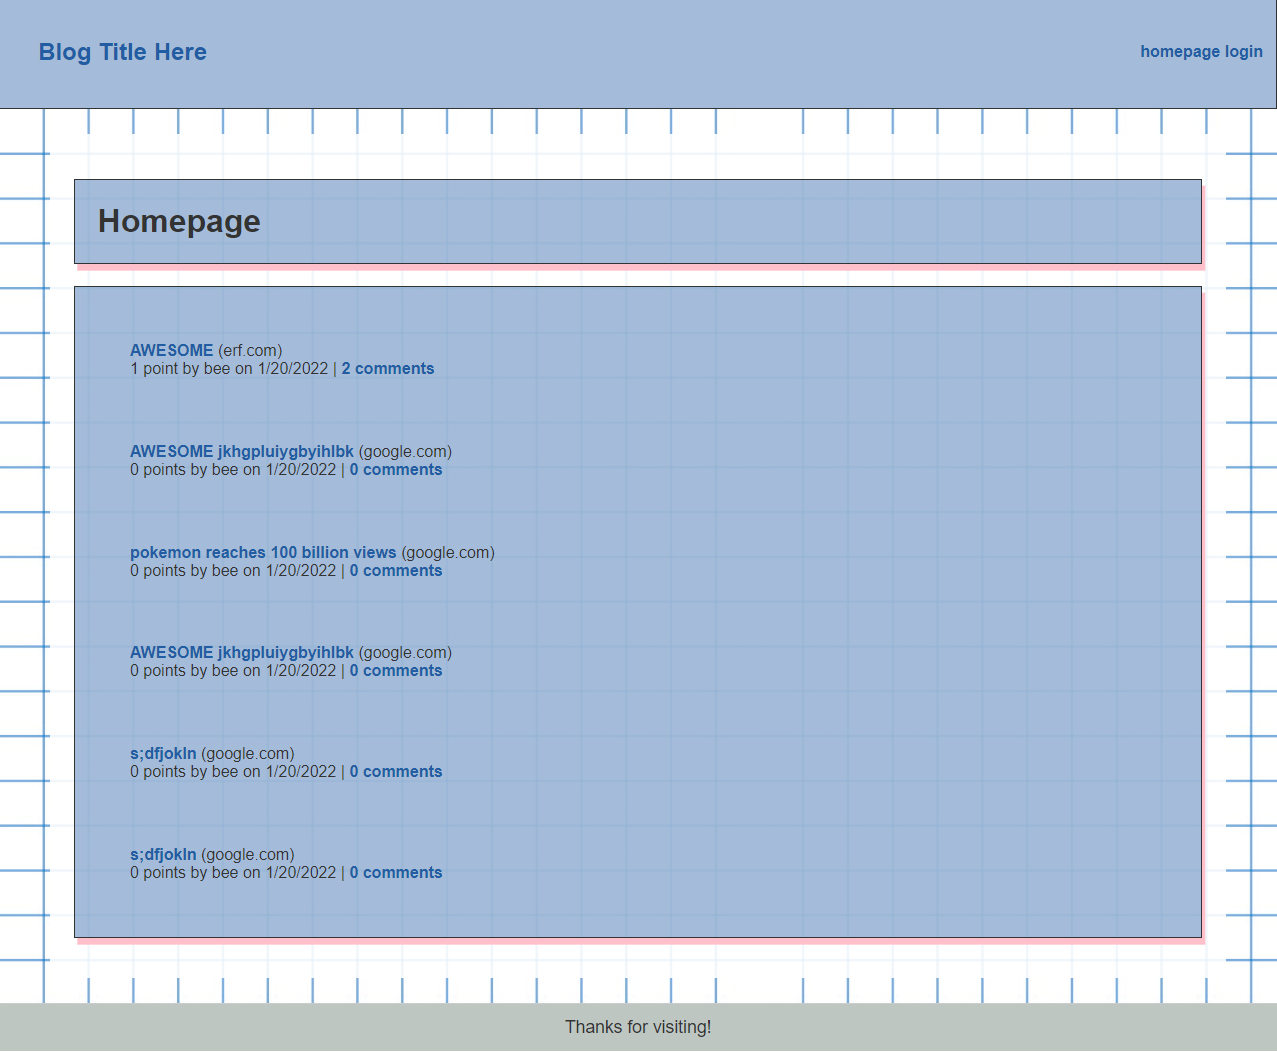 Blog Title Here
homepage login
Homepage
AWESOME (erf.com)
1 point by bee on 1/20/2022 | 2 comments
AWESOME jkhgpluiygbyihlbk (google.com)
0 points by bee on 1/20/2022 | 0 comments
pokemon reaches 100 billion views (google.com)
0 points by bee on 1/20/2022 | 0 comments
AWESOME jkhgpluiygbyihlbk (google.com)
0 points by bee on 1/20/2022 | 0 comments
s;dfjokln (google.com)
0 points by bee on 1/20/2022 | 0 comments
s;dfjokln (google.com)
0 points by bee on 1/20/2022 | 0 comments
Thanks for visiting!